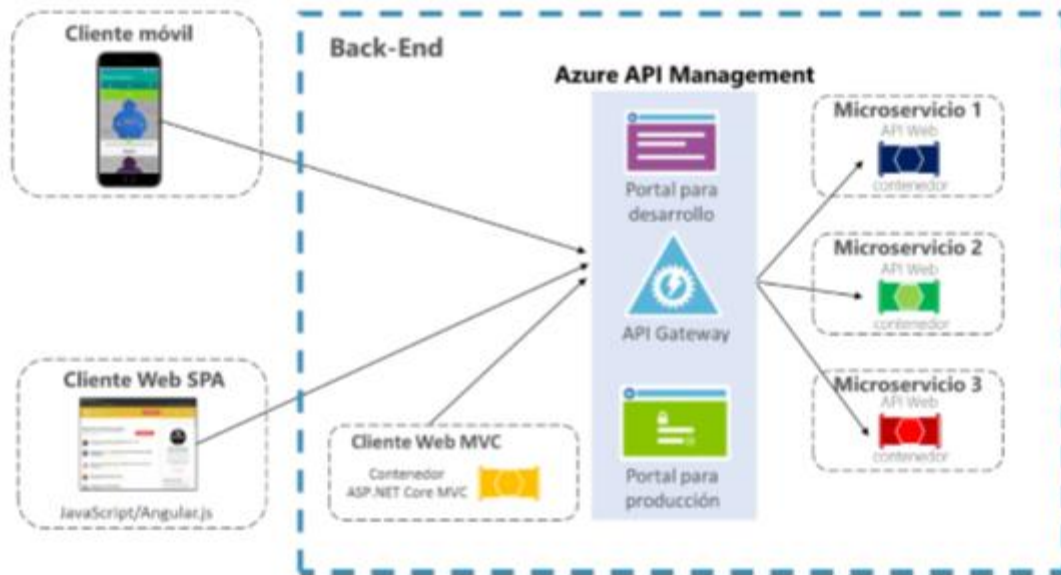 Cliente móvil
Back-End
Azure API Management
Portal para
desarrollo
API Gateway
Portal para
producción
Microservicio 1
API Web
contenedor
Microservicio 2
API Web
contenedor
Microservicio 3
API Web
contenedor
Cliente Web SPA
JavaScript/Angular.js
Cliente Web MVC
Contenedor
ASP.NET Core MVC